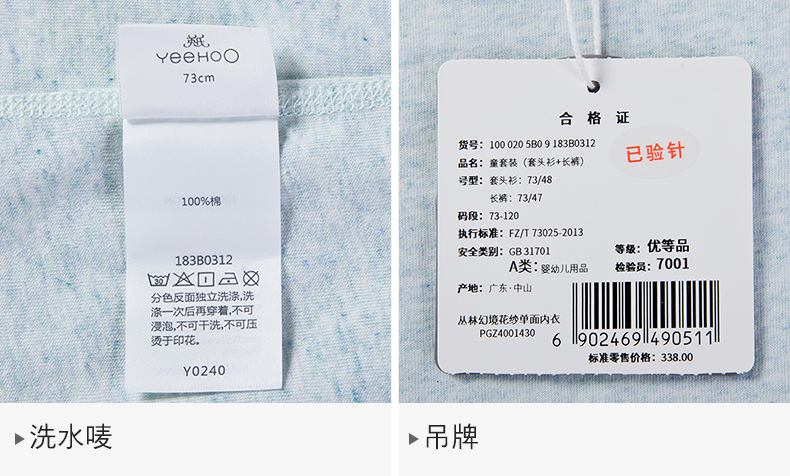 英氏
YeeHoO
73cm
100%棉
183B0312
30
分色反面独立洗涤,洗
涤一次后再穿着,不可
浸泡,不可干洗,不可压
烫于印花。
Y0240
洗水唛
合格证
货号：100 020 5B0 9 183B0312
品名：童套装（套头衫+长裤）
已验针
号型：套头衫：73/48
长裤：73/47
码段：73-120
执行标准：FZ/T 73025-2013
安全类别：GB 31701
等级：优等品
A类：婴幼儿用品
检验员：7001
产地：广东·中山
丛林幻境花纱单面内衣
PGZ4001430
6 902469 490511
标准零售价格：338.00
吊牌